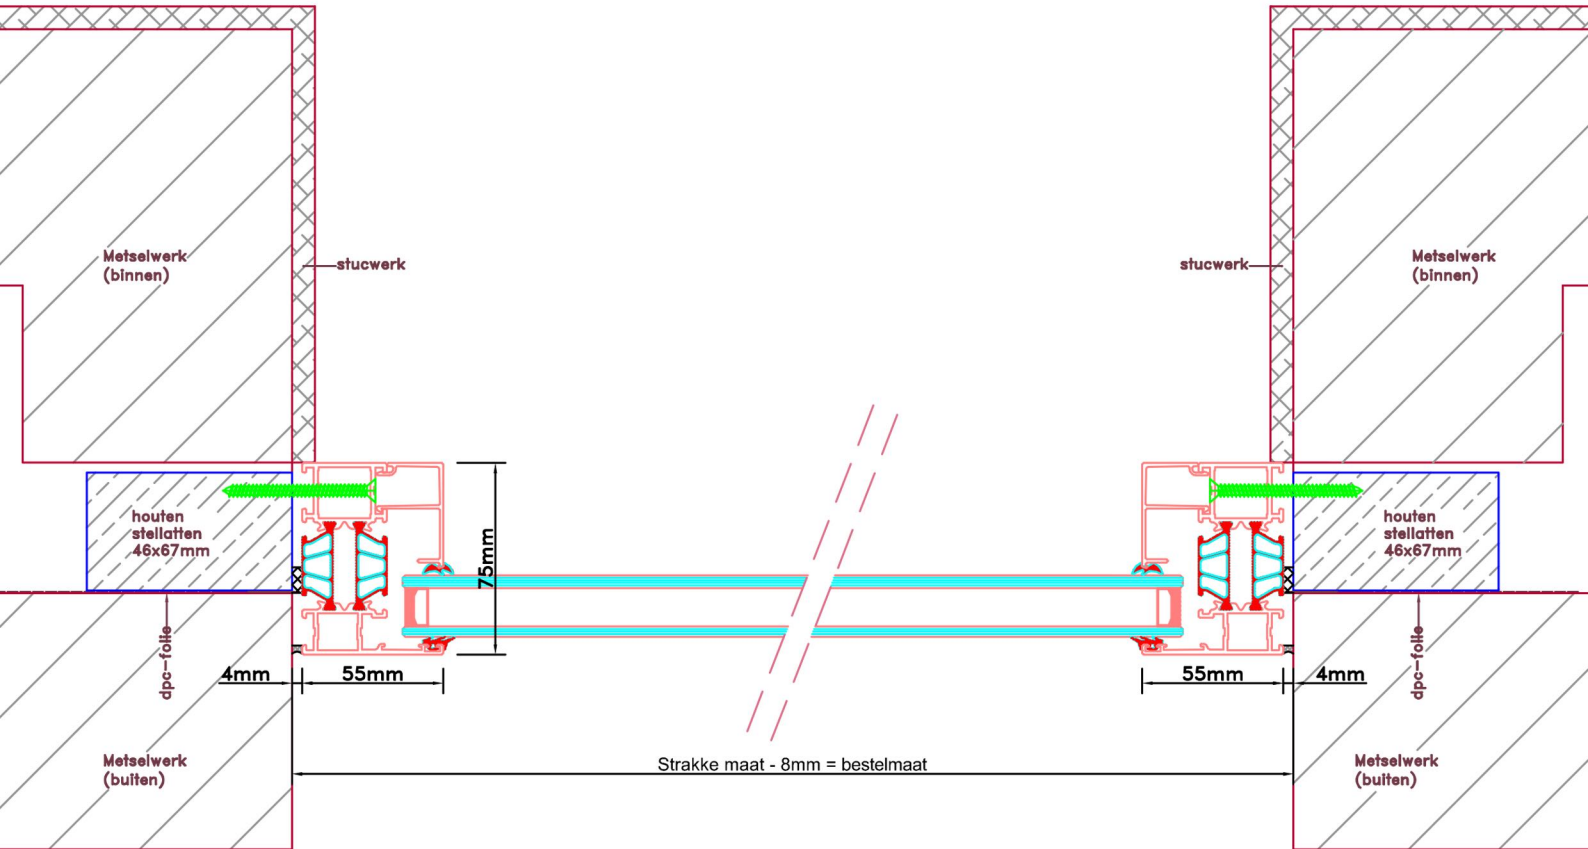 Metselwerk
(binnen)
stucwerk
stucwerk
Metselwerk
(binnen)
houten
stellatten
46x67mm
75mm
houten
stellatten
46x67mm
dpc-folie
4mm
55mm
55mm
4mm
dpc-folie
Metselwerk
(buiten)
Strakke maat - 8mm = bestelmaat
Metselwerk
(buiten)